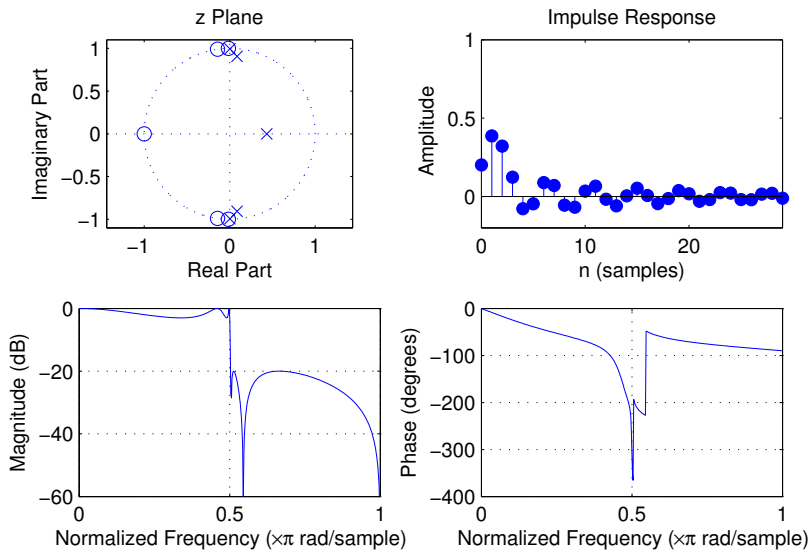 z Plane
Imaginary Part
1
0.5
0
−0.5
−1
−1
0
1
Real Part
Impulse Response
Amplitude
1
0.5
0
0
10
20
n (samples)
Magnitude (dB)
0
−20
−40
−60
0
0.5
1
Normalized Frequency (×π rad/sample)
Phase (degrees)
0
−100
−200
−300
−400
0
0.5
1
Normalized Frequency (×π rad/sample)